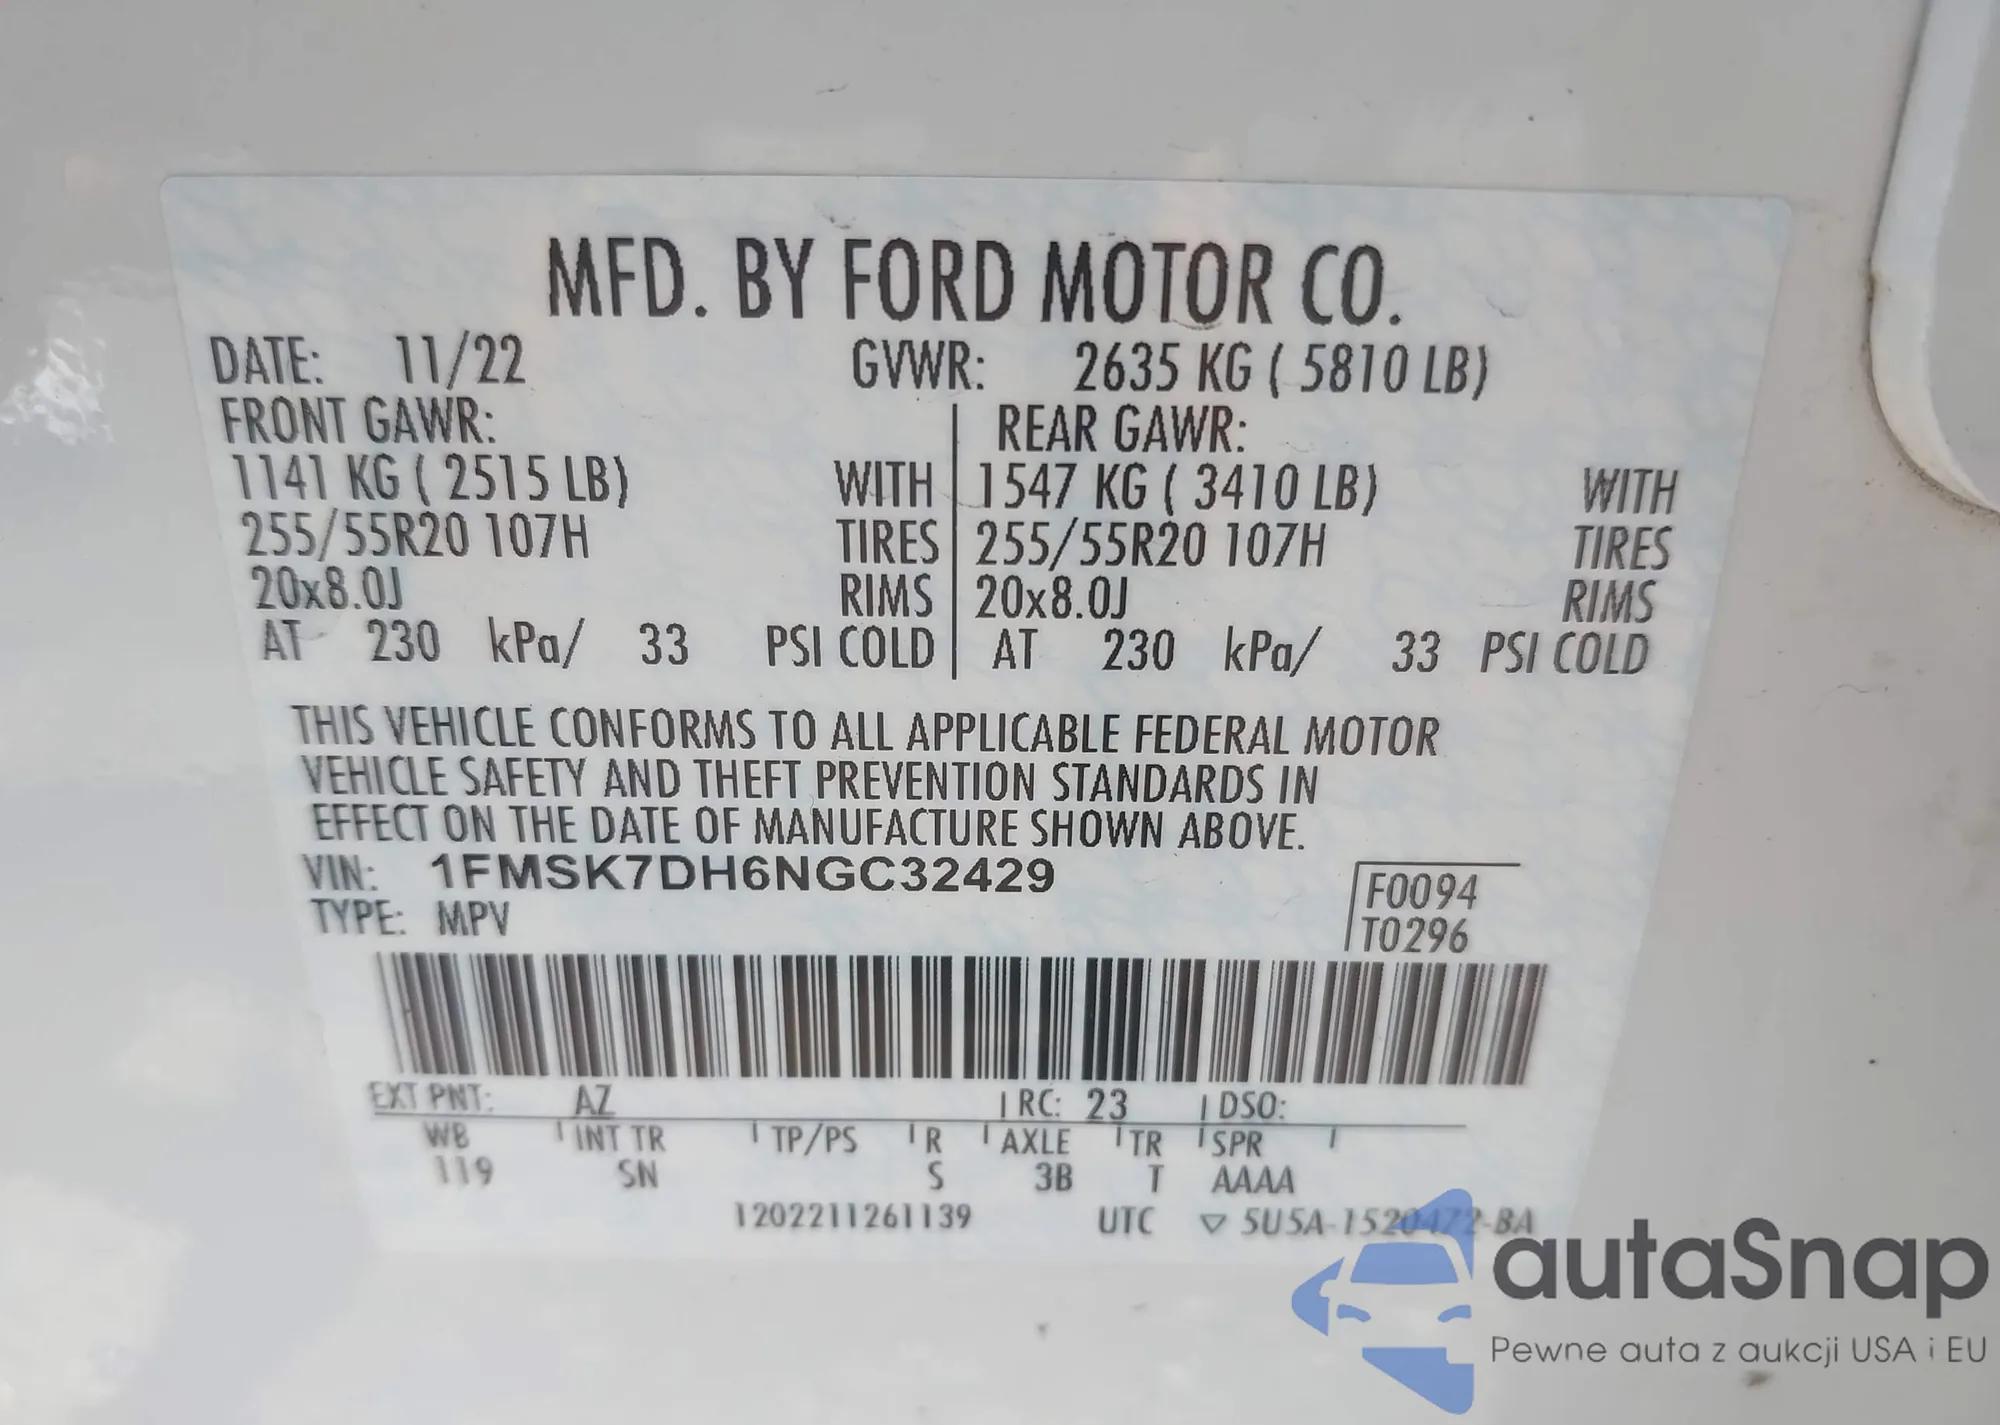 MFD. BY FORD MOTOR CO.
DATE: 11/22 GVWR: 2635 KG ( 5810 LB)
FRONT GAWR: REAR GAWR:
1141 KG ( 2515 LB) WITH 1547 KG ( 3410 LB) WITH
255/55R20 107H TIRES 255/55R20 107H TIRES
20x8.0J RIMS 20x8.0J RIMS
AT 230 kPa/ 33 PSI COLD AT 230 kPa/ 33 PSI COLD
THIS VEHICLE CONFORMS TO ALL APPLICABLE FEDERAL MOTOR
VEHICLE SAFETY AND THEFT PREVENTION STANDARDS IN
EFFECT ON THE DATE OF MANUFACTURE SHOWN ABOVE.
VIN: 1FMSK7DH6NGC32429 F0094
TYPE: MPV T0296
EXT PNT: AZ RC: 23 DSO:
WB INT TR TP/PS R AXLE TR SPR
119 SN S 3B T AAAA
1202211261139 UTC ▽ 5U5A-1520472-BA
autaSnap
Pewne auta z aukcji USA i EU